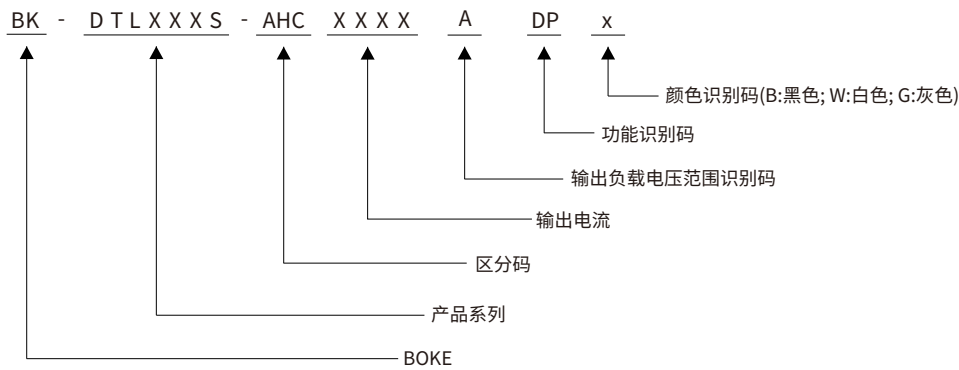 BK - DTLXXXS - AHC XXXX A DP x
颜色识别码(B:黑色; W:白色; G:灰色)
功能识别码
输出负载电压范围识别码
输出电流
区分码
产品系列
BOKE